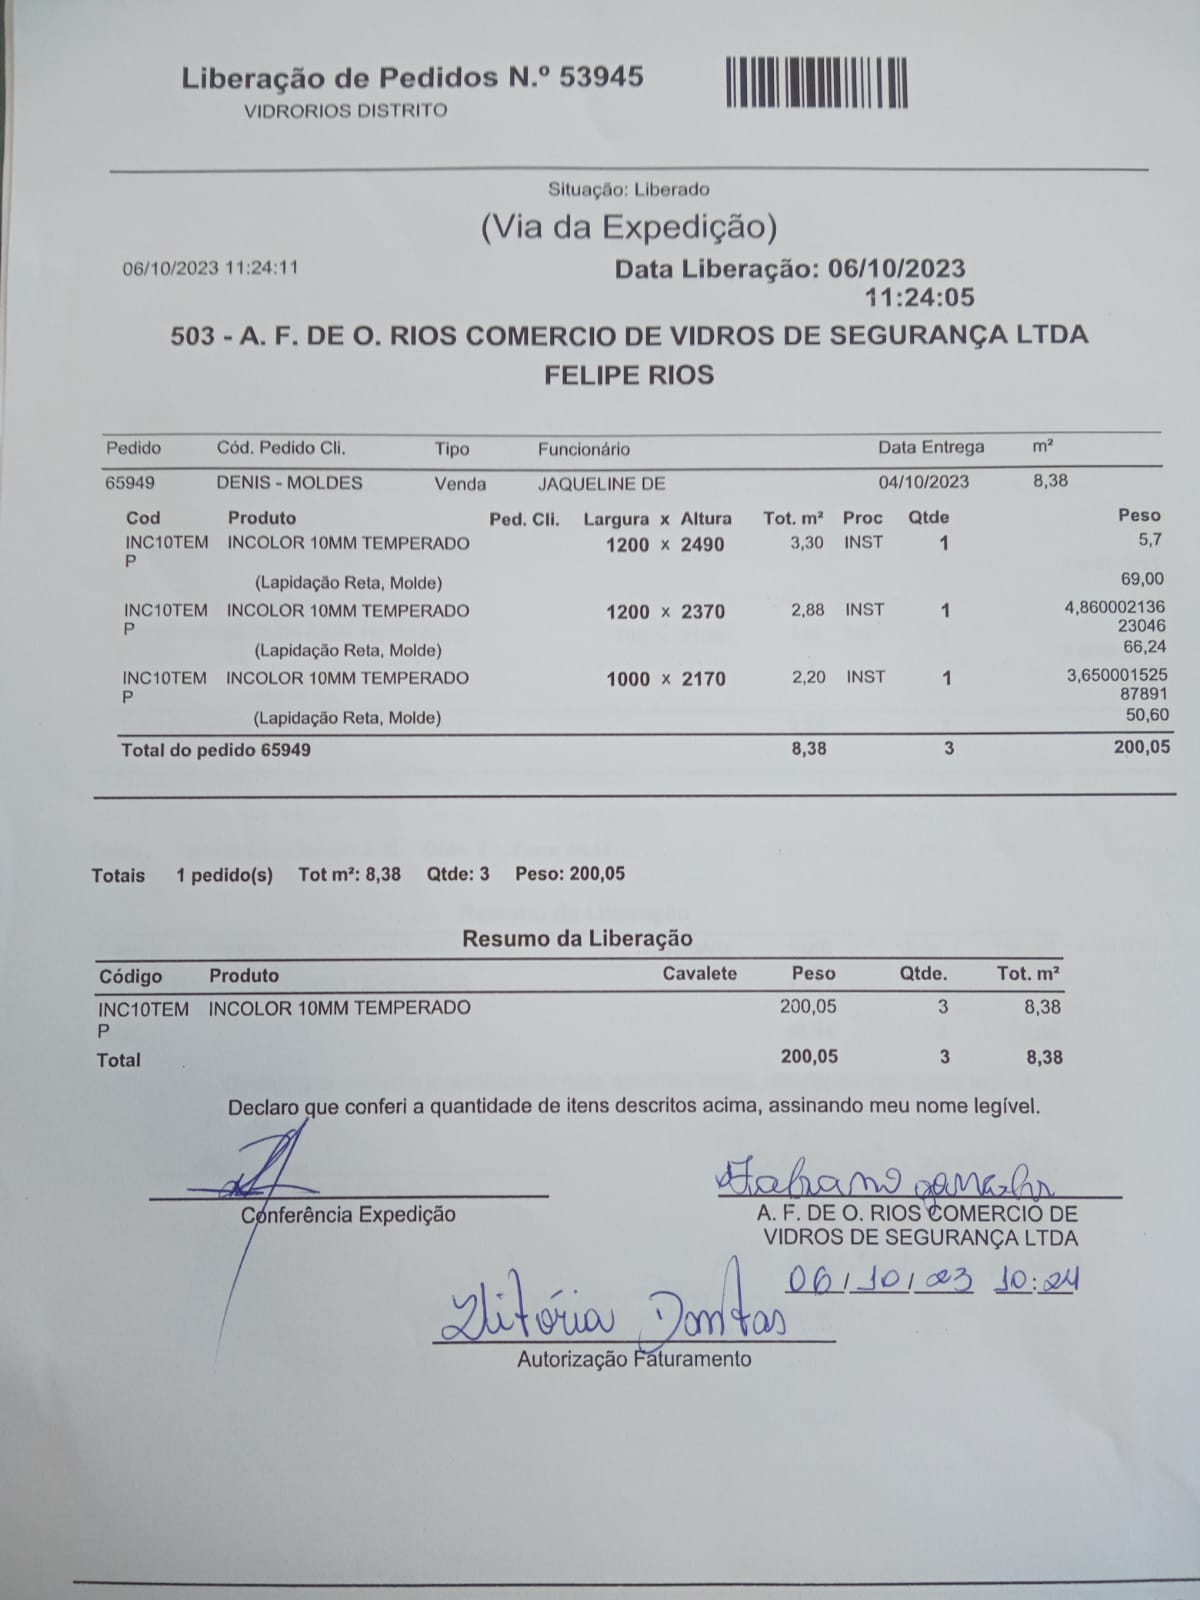 Liberação de Pedidos N.º 53945
VIDRORIOS DISTRITO
Situação: Liberado
(Via da Expedição)
06/10/2023 11:24:11 Data Liberação: 06/10/2023
11:24:05
503 - A. F. DE O. RIOS COMERCIO DE VIDROS DE SEGURANÇA LTDA
FELIPE RIOS
Pedido Cód. Pedido Cli. Tipo Funcionário Data Entrega m²
65949 DENIS - MOLDES Venda JAQUELINE DE 04/10/2023 8,38
Cod Produto Ped. Cli. Largura x Altura Tot. m² Proc Qtde Peso
INC10TEM INCOLOR 10MM TEMPERADO 1200 x 2490 3,30 INST 1 5,7
P
(Lapidação Reta, Molde) 69,00
INC10TEM INCOLOR 10MM TEMPERADO 1200 x 2370 2,88 INST 1 4,860002136
P 23046
(Lapidação Reta, Molde) 66,24
INC10TEM INCOLOR 10MM TEMPERADO 1000 x 2170 2,20 INST 1 3,650001525
P 87891
(Lapidação Reta, Molde) 50,60
Total do pedido 65949 8,38 3 200,05
Totais 1 pedido(s) Tot m²: 8,38 Qtde: 3 Peso: 200,05
Resumo da Liberação
Código Produto Cavalete Peso Qtde. Tot. m²
INC10TEM INCOLOR 10MM TEMPERADO 200,05 3 8,38
P
Total 200,05 3 8,38
Declaro que conferi a quantidade de itens descritos acima, assinando meu nome legível.
Fabiano
Conferência Expedição A. F. DE O. RIOS COMERCIO DE
VIDROS DE SEGURANÇA LTDA
06/10/23 10:24
Vitória Dantas
Autorização Faturamento